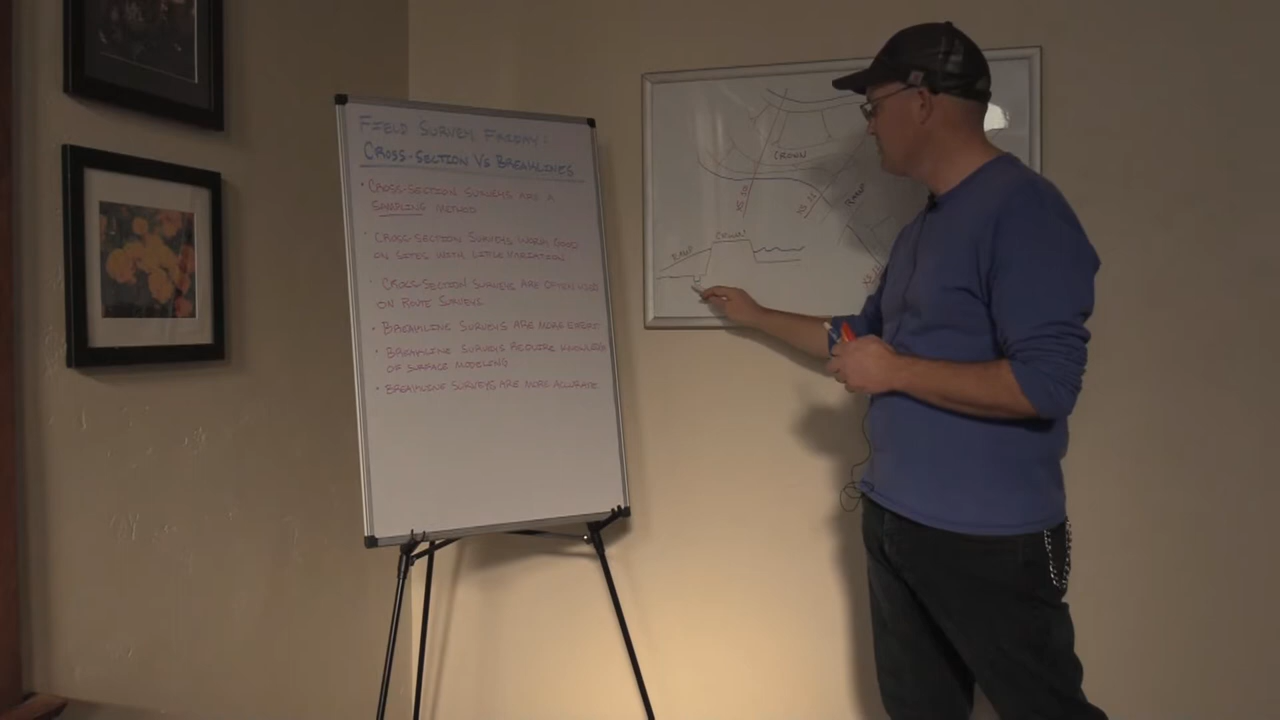 FIELD SURVEY FRIDAY:
CROSS-SECTION VS BREAKLINES
• CROSS-SECTION SURVEYS ARE A
SAMPLING METHOD
• CROSS-SECTION SURVEYS WORK GOOD
ON SITES WITH LITTLE VARIATION
• CROSS-SECTION SURVEYS ARE OFTEN USED
ON ROUTE SURVEYS
• BREAKLINE SURVEYS ARE MORE EFFORT
• BREAKLINE SURVEYS REQUIRE KNOWLEDGE
OF SURFACE MODELING
• BREAKLINE SURVEYS ARE MORE ACCURATE
CROWN
RAMP
CROWN
RAMP